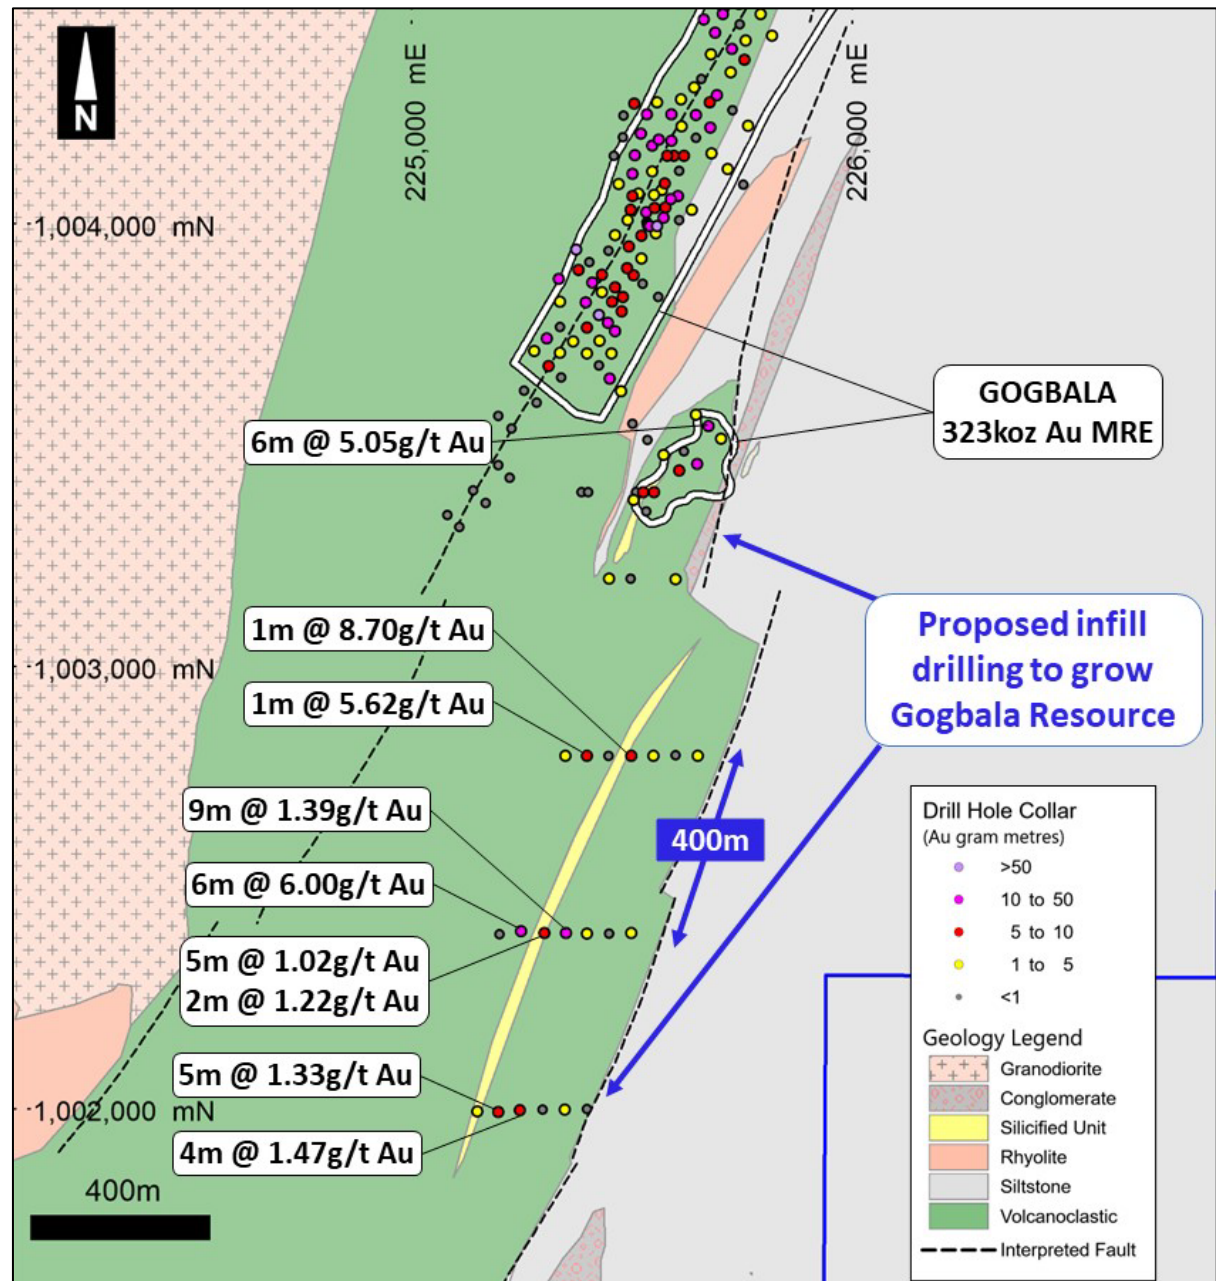 N
225,000 mE
226,000 mE
1,004,000 mN
GOGBALA
323koz Au MRE
6m @ 5.05g/t Au
Proposed infill
drilling to grow
Gogbala Resource
1m @ 8.70g/t Au
1,003,000 mN
1m @ 5.62g/t Au
9m @ 1.39g/t Au
400m
6m @ 6.00g/t Au
5m @ 1.02g/t Au
2m @ 1.22g/t Au
5m @ 1.33g/t Au
1,002,000 mN
4m @ 1.47g/t Au
400m
Drill Hole Collar
(Au gram metres)
>50
10 to 50
5 to 10
1 to 5
<1
Geology Legend
Granodiorite
Conglomerate
Silicified Unit
Rhyolite
Siltstone
Volcanoclastic
Interpreted Fault